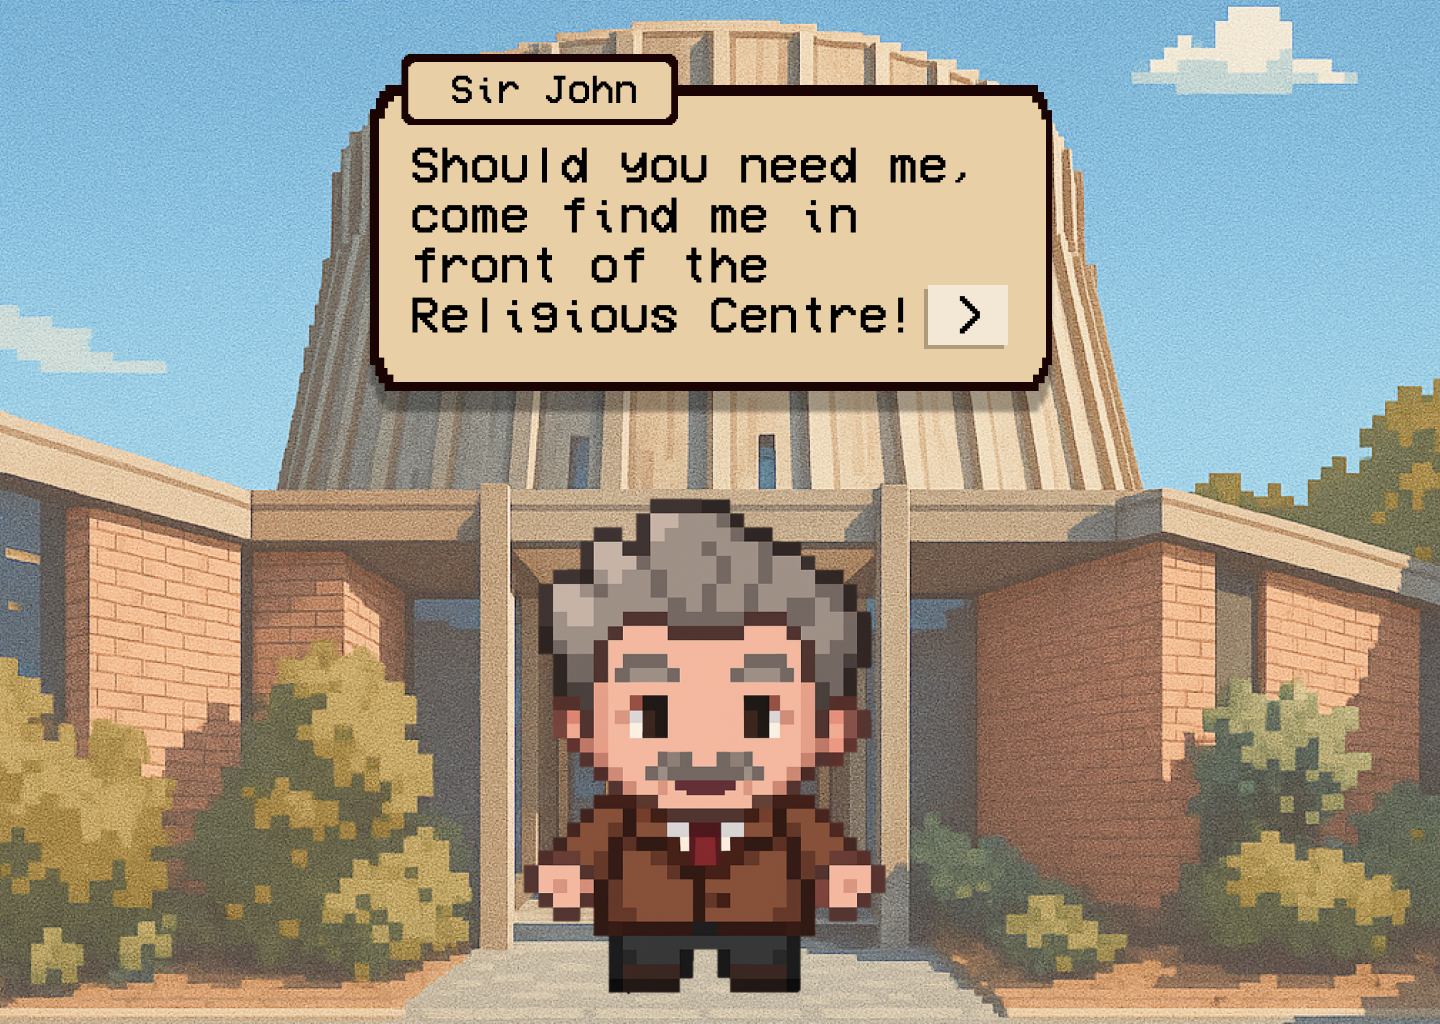 Sir John
Should you need me,
come find me in
front of the
Religious Centre!
>